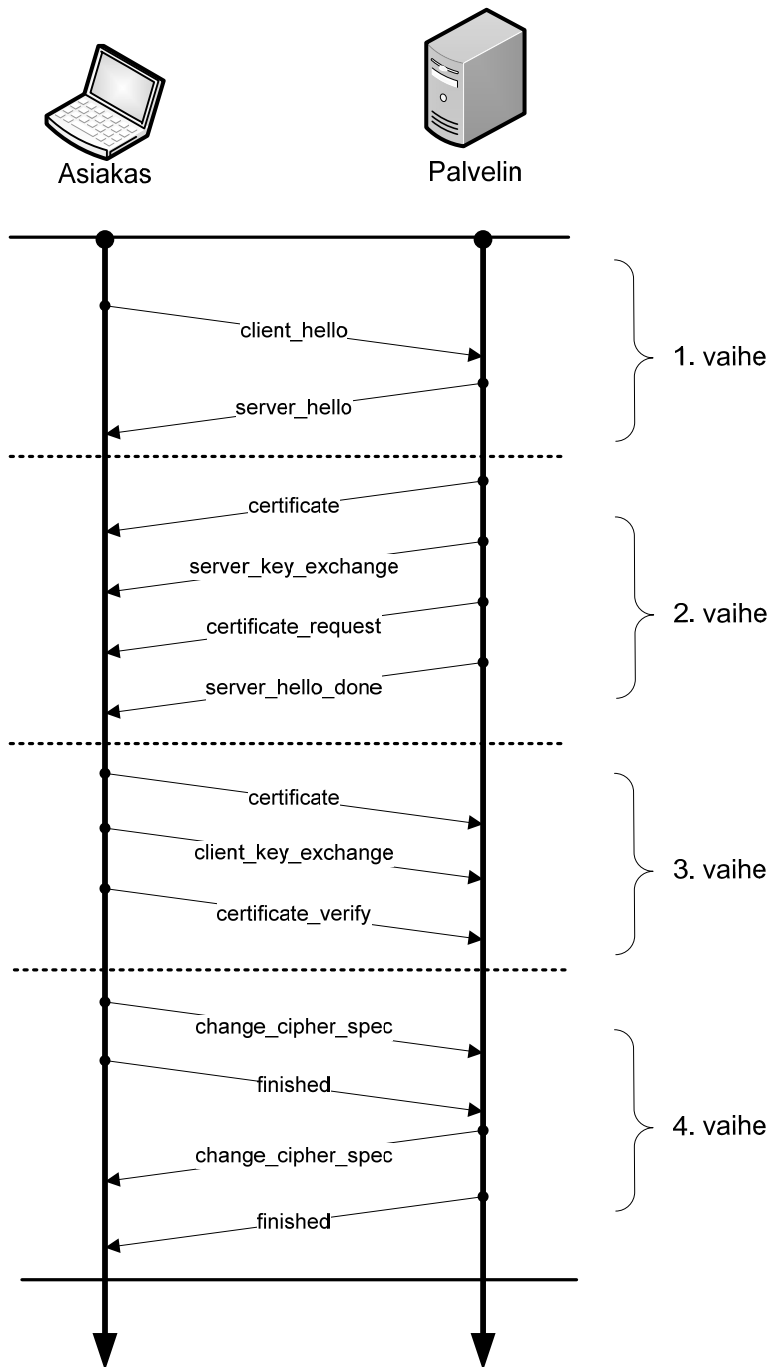 Asiakas
Palvelin
client_hello
server_hello
1. vaihe
certificate
server_key_exchange
certificate_request
server_hello_done
2. vaihe
certificate
client_key_exchange
certificate_verify
3. vaihe
change_cipher_spec
finished
change_cipher_spec
finished
4. vaihe